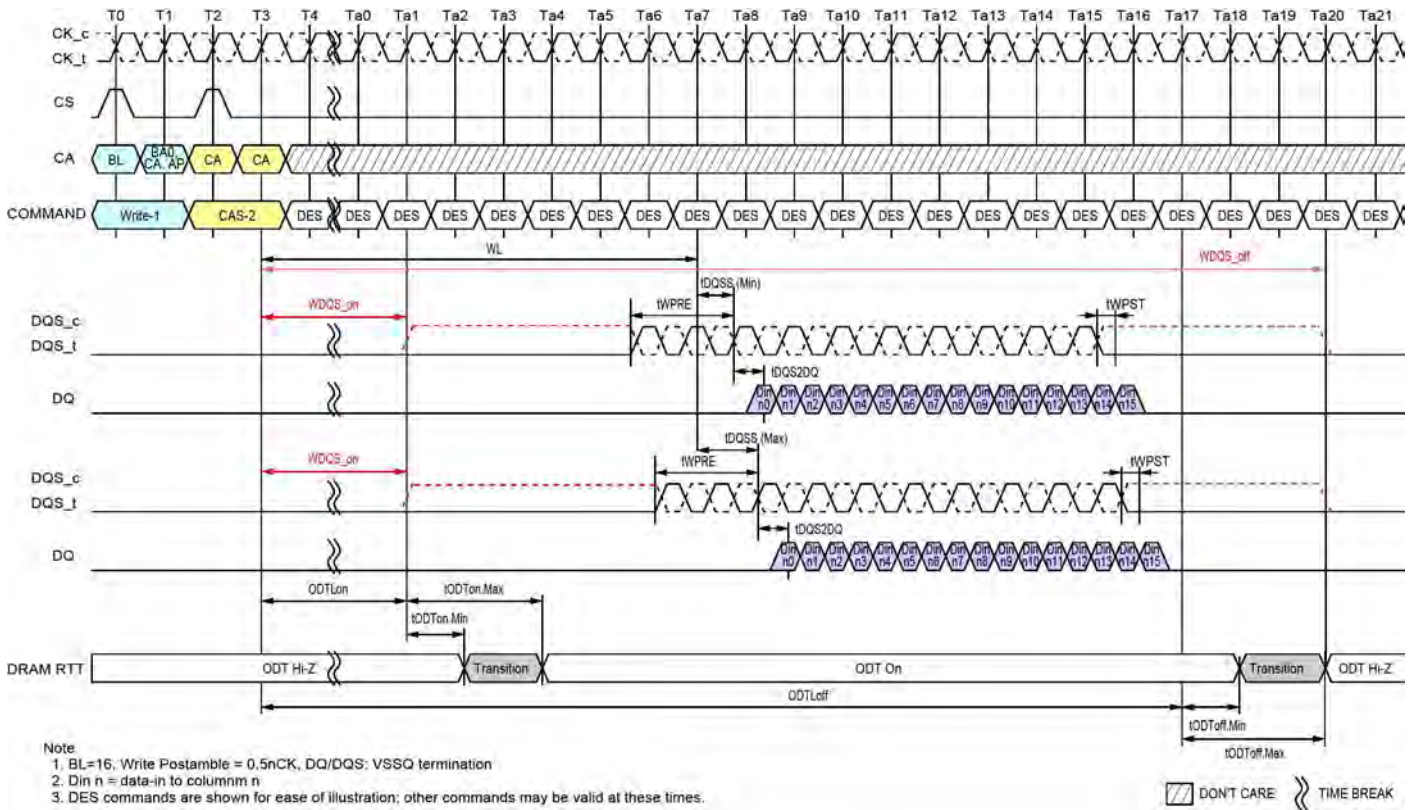 T0 T1 T2 T3 T4 Ta0 Ta1 Ta2 Ta3 Ta4 Ta5 Ta6 Ta7 Ta8 Ta9 Ta10 Ta11 Ta12 Ta13 Ta14 Ta15 Ta16 Ta17 Ta18 Ta19 Ta20 Ta21
CK_c
CK_t
CS
CA BL BA0, CA, AP CA CA
COMMAND Write-1 CAS-2 DES DES DES DES DES DES DES DES DES DES DES DES DES DES DES DES DES DES DES DES DES DES DES
WL
WDQS_off
tDQSS (Min)
WDQS_on tWPRE tWPST
DQS_c
DQS_t
tDQS2DQ
DQ Din n0 Din n1 Din n2 Din n3 Din n4 Din n5 Din n6 Din n7 Din n8 Din n9 Din n10 Din n11 Din n12 Din n13 Din n14 Din n15
tDQSS (Max)
WDQS_on tWPRE tWPST
DQS_c
DQS_t
tDQS2DQ
DQ Din n0 Din n1 Din n2 Din n3 Din n4 Din n5 Din n6 Din n7 Din n8 Din n9 Din n10 Din n11 Din n12 Din n13 Din n14 Din n15
ODTLon tODTon.Max
tODTon.Min
DRAM RTT ODT Hi-Z Transition ODT On Transition ODT Hi-Z
ODTLoff
tODToff.Min
tODToff.Max
Note
1. BL=16, Write Postamble = 0.5nCK, DQ/DQS: VSSQ termination
2. Din n = data-in to columnm n
3. DES commands are shown for ease of illustration; other commands may be valid at these times.
DON'T CARE TIME BREAK